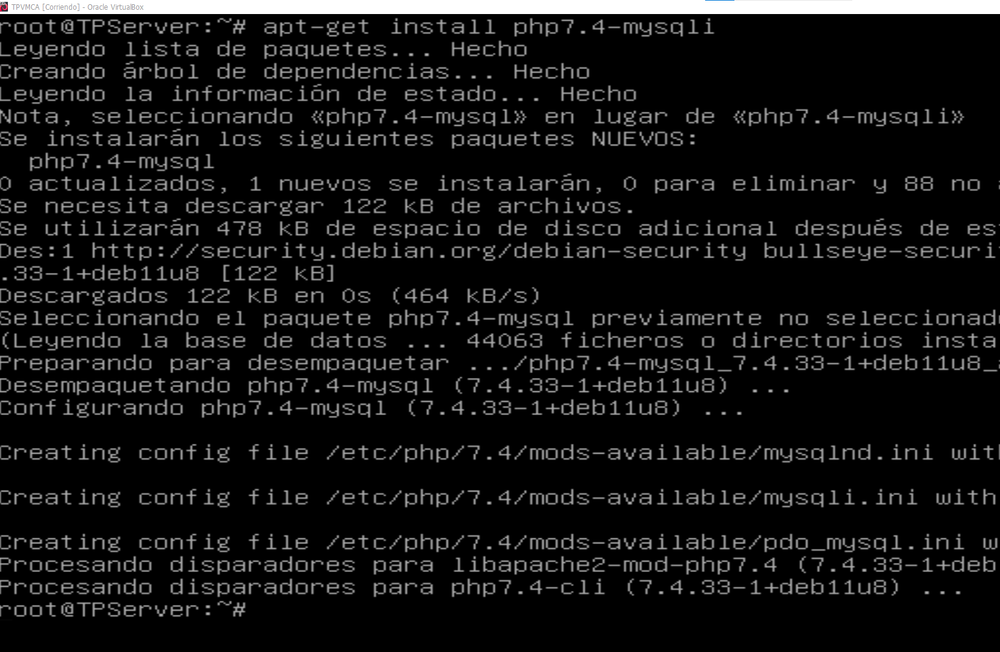 TPVMCA [Corriendo] - Oracle VirtualBox
root@TPServer:~# apt-get install php7.4-mysqli
Leyendo lista de paquetes... Hecho
Creando árbol de dependencias... Hecho
Leyendo la información de estado... Hecho
Nota, seleccionando «php7.4-mysql» en lugar de «php7.4-mysqli»
Se instalarán los siguientes paquetes NUEVOS:
  php7.4-mysql
0 actualizados, 1 nuevos se instalarán, 0 para eliminar y 88 no
Se necesita descargar 122 kB de archivos.
Se utilizarán 478 kB de espacio de disco adicional después de es
Des:1 http://security.debian.org/debian-security bullseye-securi
.33-1+deb11u8 [122 kB]
Descargados 122 kB en 0s (464 kB/s)
Seleccionando el paquete php7.4-mysql previamente no seleccionad
(Leyendo la base de datos ... 44063 ficheros o directorios insta
Preparando para desempaquetar .../php7.4-mysql_7.4.33-1+deb11u8_
Desempaquetando php7.4-mysql (7.4.33-1+deb11u8) ...
Configurando php7.4-mysql (7.4.33-1+deb11u8) ...
Creating config file /etc/php/7.4/mods-available/mysqlnd.ini wit
Creating config file /etc/php/7.4/mods-available/mysqli.ini with
Creating config file /etc/php/7.4/mods-available/pdo_mysql.ini w
Procesando disparadores para libapache2-mod-php7.4 (7.4.33-1+deb
Procesando disparadores para php7.4-cli (7.4.33-1+deb11u8) ...
root@TPServer:~#